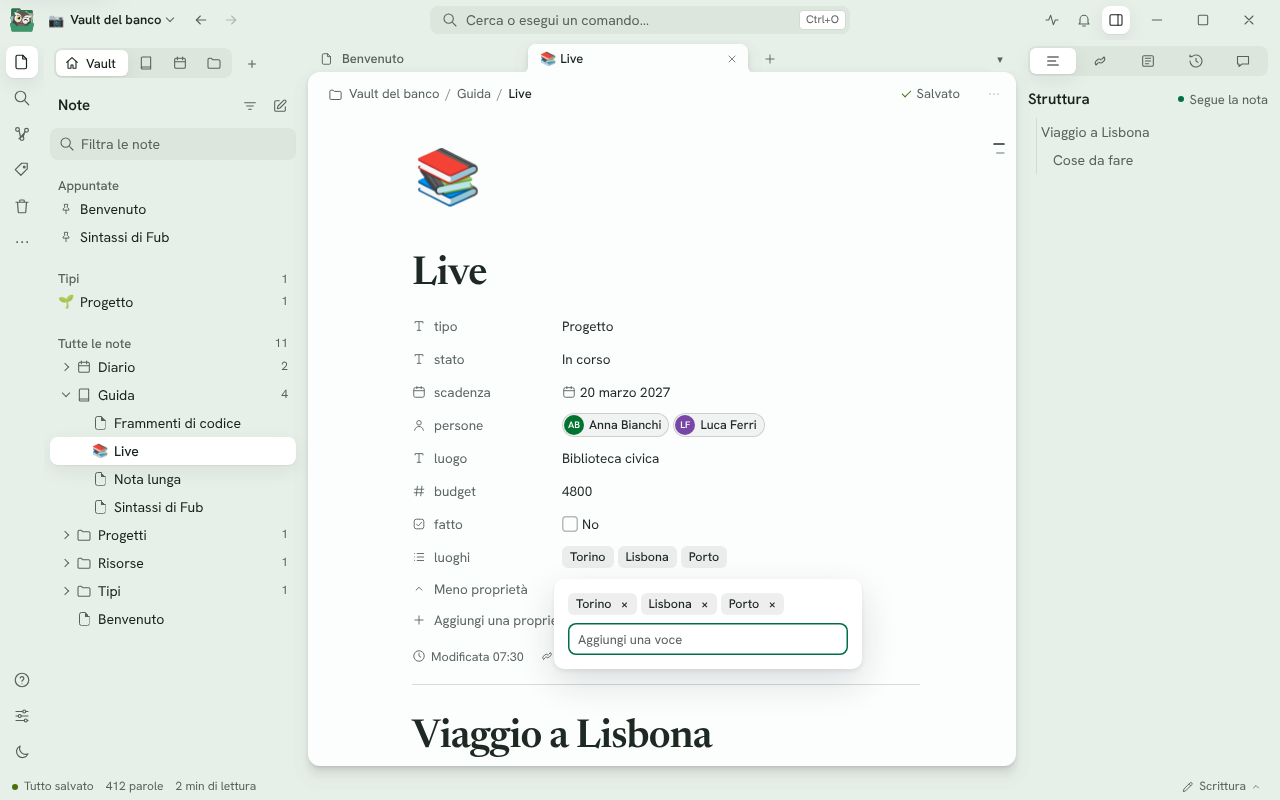 Vault del banco
Cerca o esegui un comando…
Ctrl+O
Vault
Note
Filtra le note
Appuntate
Benvenuto
Sintassi di Fub
Tipi 1
Progetto 1
Tutte le note 11
Diario 2
Guida 4
Frammenti di codice
Live
Nota lunga
Sintassi di Fub
Progetti 1
Risorse 1
Tipi 1
Benvenuto
Tutto salvato 412 parole 2 min di lettura
Benvenuto
Live
Vault del banco / Guida / Live
Salvato
Live
tipo Progetto
stato In corso
scadenza 20 marzo 2027
persone AB Anna Bianchi LF Luca Ferri
luogo Biblioteca civica
budget 4800
fatto No
luoghi Torino Lisbona Porto
Meno proprietà
Torino × Lisbona × Porto ×
Aggiungi una proprie
Aggiungi una voce
Modificata 07:30
Viaggio a Lisbona
Struttura
Segue la nota
Viaggio a Lisbona
Cose da fare
Scrittura